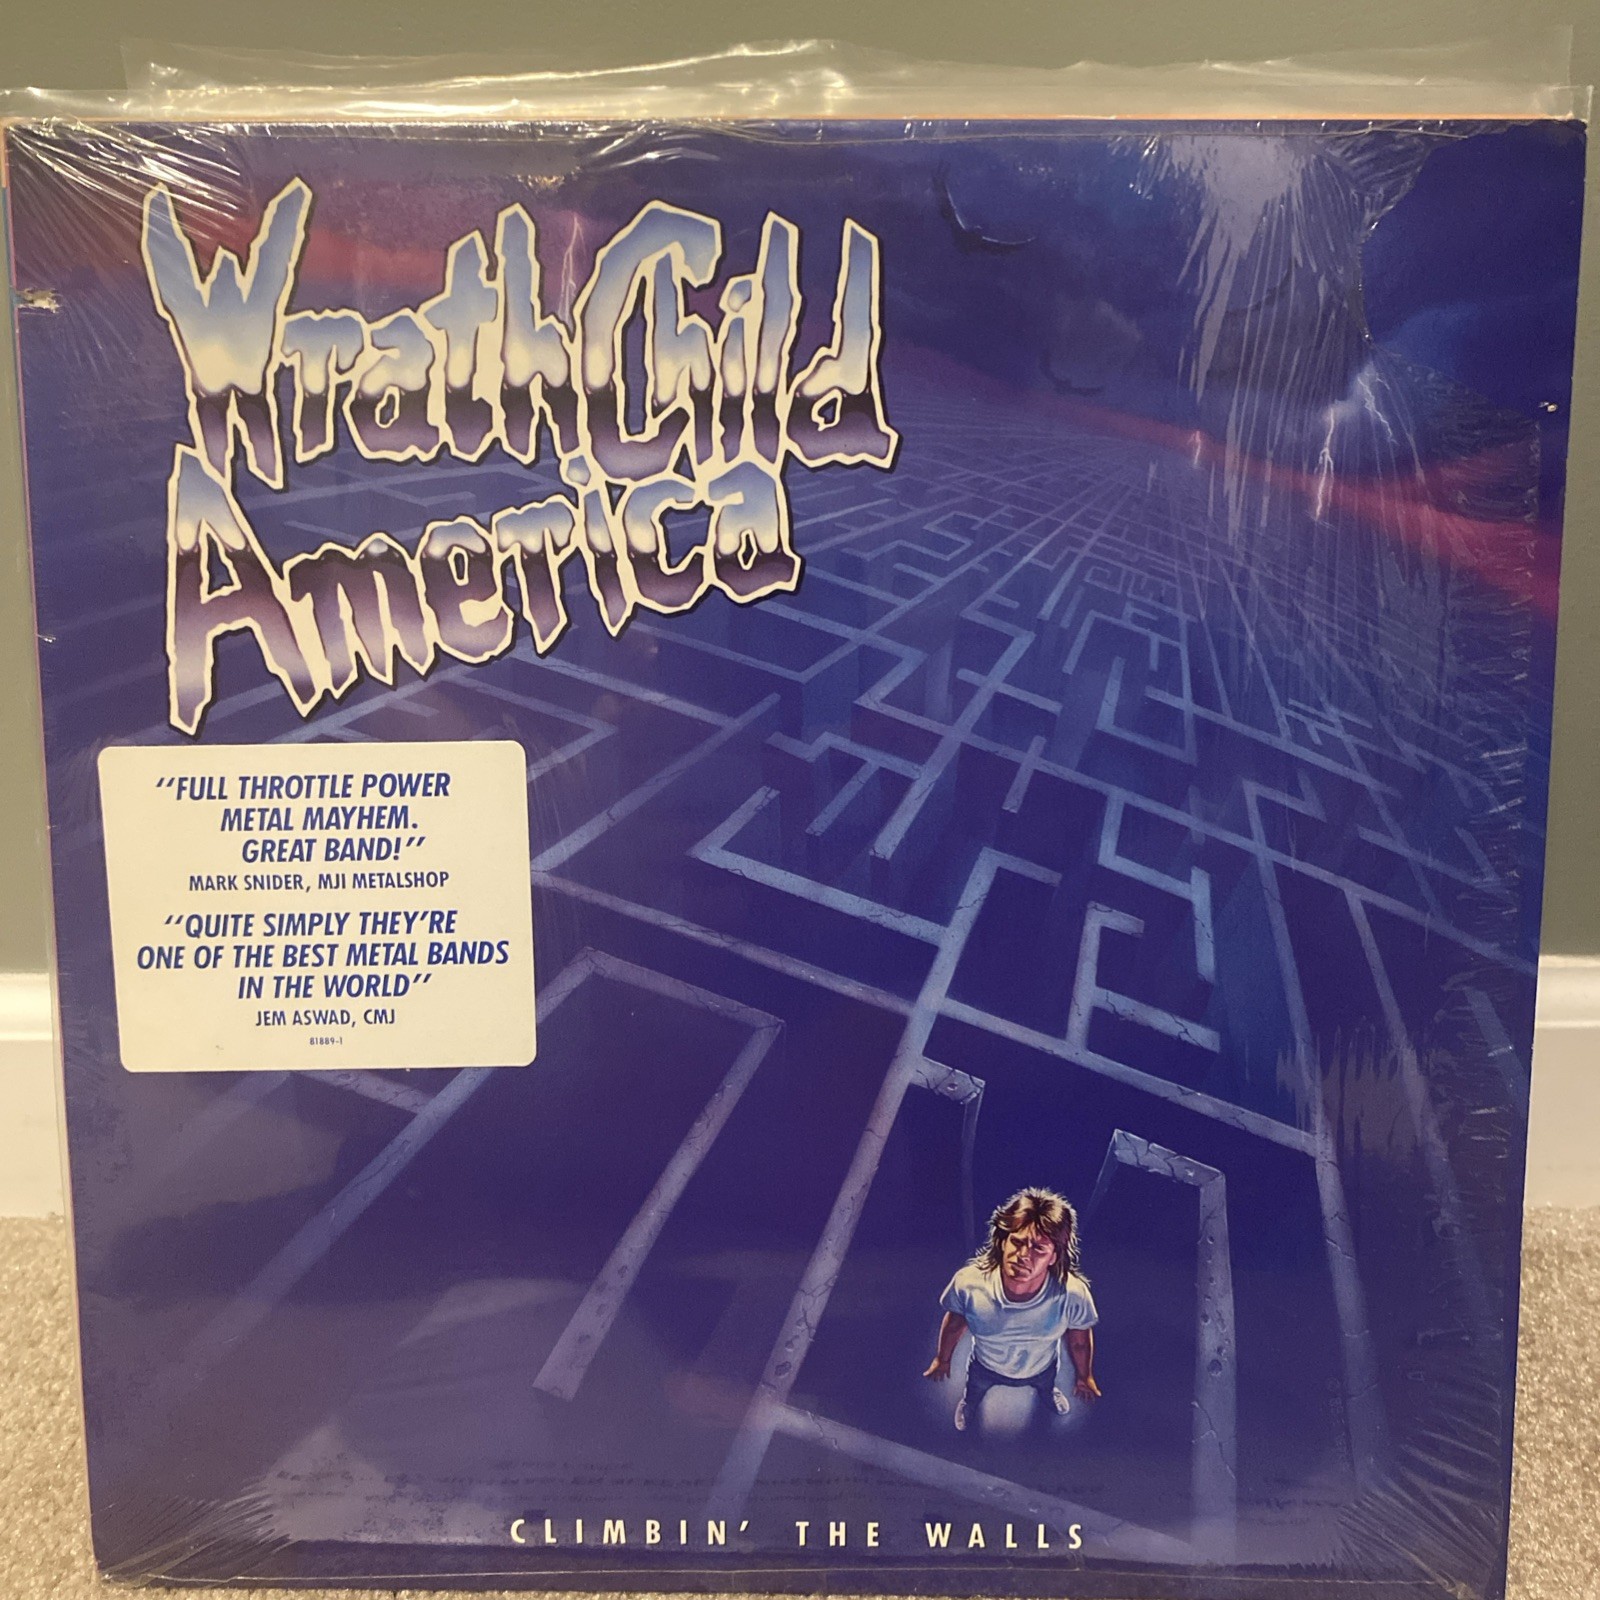 WrathChild
America
“FULL THROTTLE POWER
METAL MAYHEM.
GREAT BAND!”
MARK SNIDER, MJI METALSHOP
“QUITE SIMPLY THEY’RE
ONE OF THE BEST METAL BANDS
IN THE WORLD”
JEM ASWAD, CMJ
81889-1
CLIMBIN’ THE WALLS